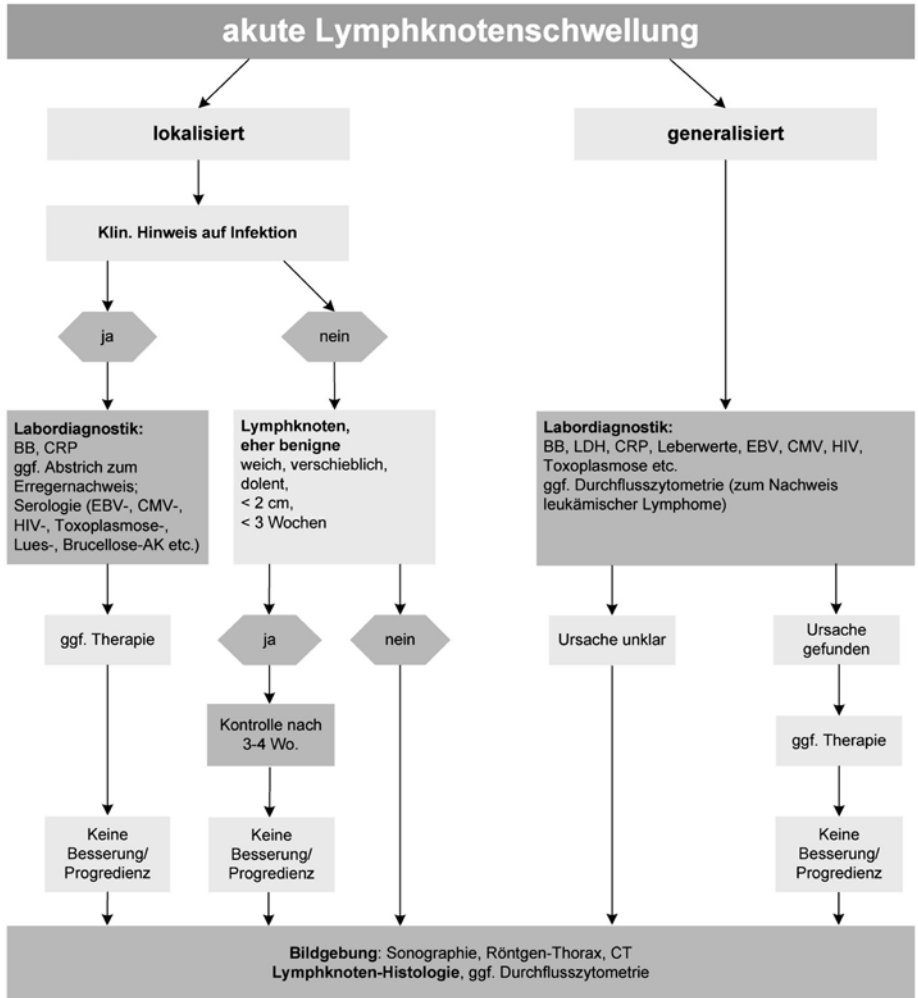 akute Lymphknotenschwellung
lokalisiert
generalisiert
Klin. Hinweis auf Infektion
ja
nein
Labordiagnostik:
BB, CRP
ggf. Abstrich zum
Erregernachweis;
Serologie (EBV-, CMV-,
HIV-, Toxoplasmose-,
Lues-, Brucellose-AK etc.)
Lymphknoten,
eher benigne
weich, verschieblich,
dolent,
< 2 cm,
< 3 Wochen
Labordiagnostik:
BB, LDH, CRP, Leberwerte, EBV, CMV, HIV,
Toxoplasmose etc.
ggf. Durchflusszytometrie (zum Nachweis
leukämischer Lymphome)
ggf. Therapie
ja
nein
Ursache unklar
Ursache
gefunden
Kontrolle nach
3-4 Wo.
ggf. Therapie
Keine
Besserung/
Progredienz
Keine
Besserung/
Progredienz
Keine
Besserung/
Progredienz
Bildgebung: Sonographie, Röntgen-Thorax, CT
Lymphknoten-Histologie, ggf. Durchflusszytometrie